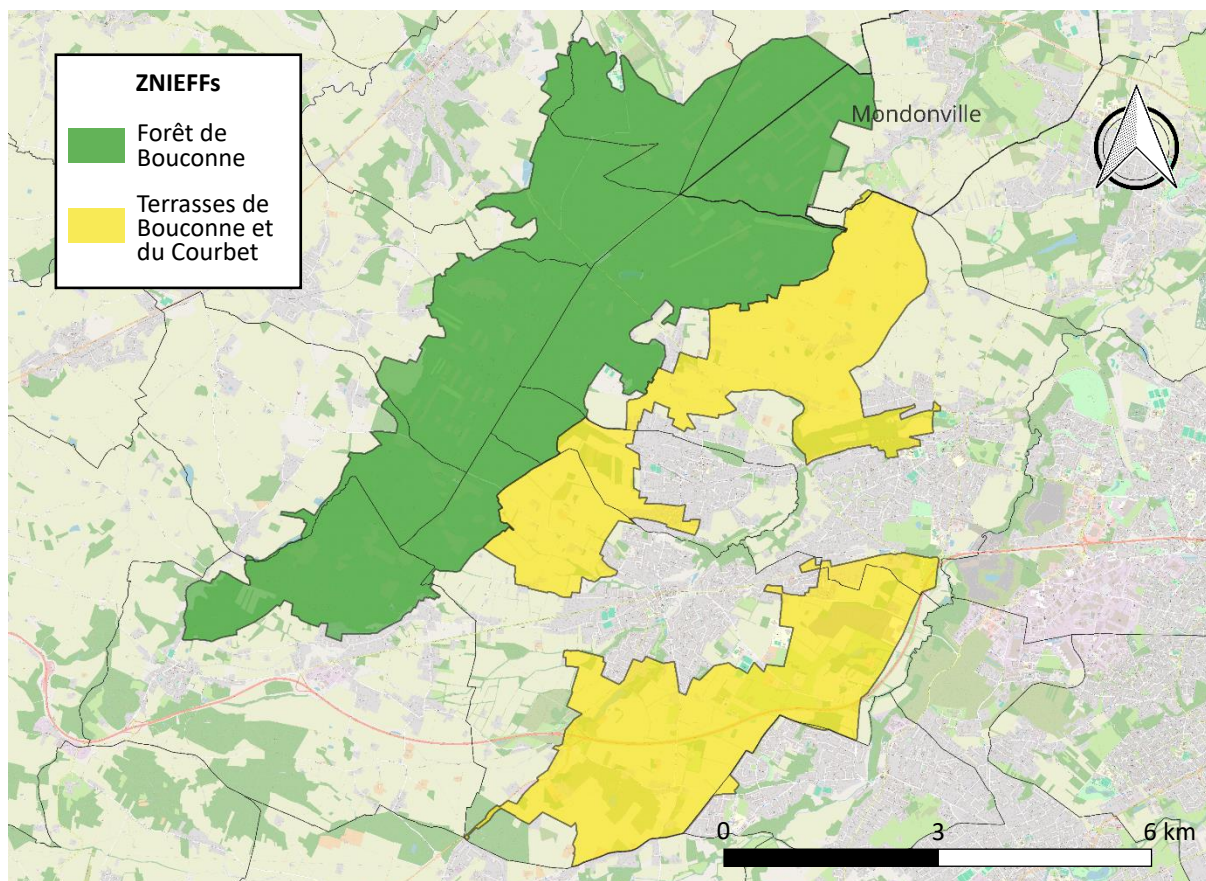 ZNIEFFs
Forêt de
Bouconne
Terrasses de
Bouconne et
du Courbet
Mondonville
0 3 6 km